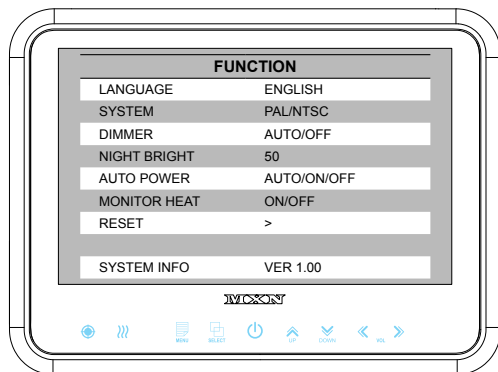 FUNCTION
LANGUAGE ENGLISH
SYSTEM PAL/NTSC
DIMMER AUTO/OFF
NIGHT BRIGHT 50
AUTO POWER AUTO/ON/OFF
MONITOR HEAT ON/OFF
RESET >
SYSTEM INFO VER 1.00
MXN
MENU SELECT UP DOWN VOL